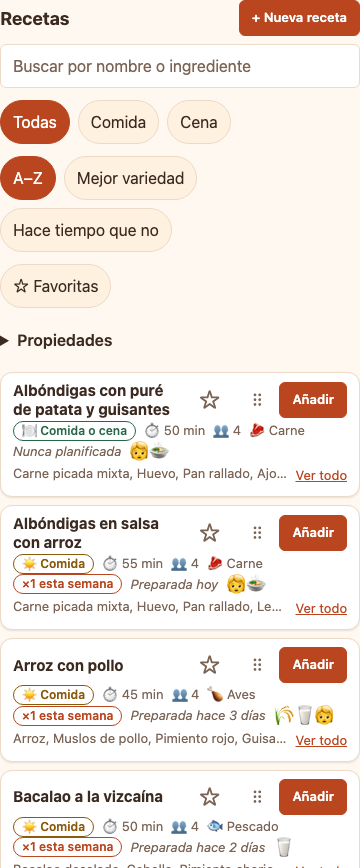 Recetas
+ Nueva receta
Buscar por nombre o ingrediente
Todas Comida Cena
A–Z Mejor variedad
Hace tiempo que no
☆ Favoritas
▶ Propiedades
Albóndigas con puré
de patata y guisantes
Añadir
🍽️ Comida o cena ⏱️ 50 min 👥 4 🥩 Carne
Nunca planificada
Carne picada mixta, Huevo, Pan rallado, Ajo... Ver todo
Albóndigas en salsa
con arroz
Añadir
☀️ Comida ⏱️ 55 min 👥 4 🥩 Carne
×1 esta semana Preparada hoy
Carne picada mixta, Huevo, Pan rallado, Le... Ver todo
Arroz con pollo
Añadir
☀️ Comida ⏱️ 45 min 👥 4 🍗 Aves
×1 esta semana Preparada hace 3 días
Arroz, Muslos de pollo, Pimiento rojo, Guisa... Ver todo
Bacalao a la vizcaína
Añadir
☀️ Comida ⏱️ 50 min 👥 4 🐟 Pescado
×1 esta semana Preparada hace 2 días